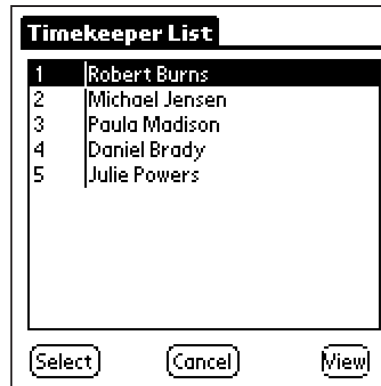 Timekeeper List
1 Robert Burns
2 Michael Jensen
3 Paula Madison
4 Daniel Brady
5 Julie Powers
Select Cancel View